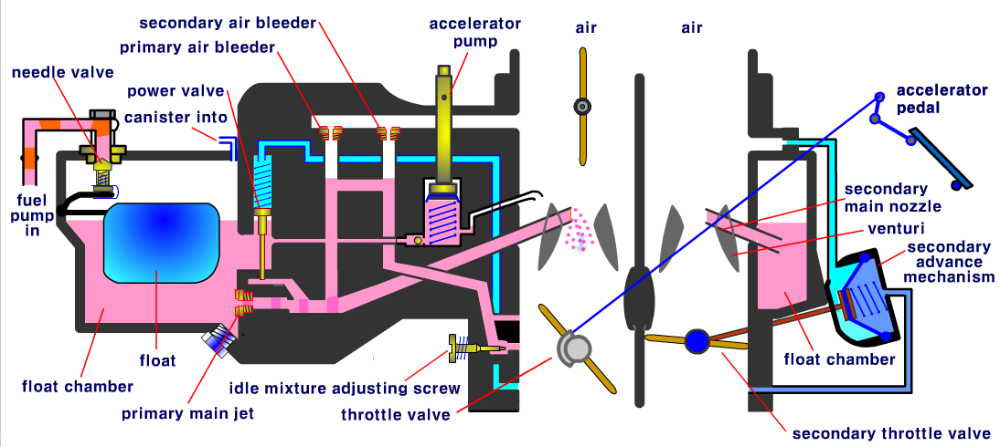 secondary air bleeder
primary air bleeder
accelerator
pump
air
air
needle valve
power valve
canister into
accelerator
pedal
fuel
pump
in
secondary
main nozzle
venturi
secondary
advance
mechanism
float
float chamber
float chamber
idle mixture adjusting screw
primary main jet
throttle valve
secondary throttle valve